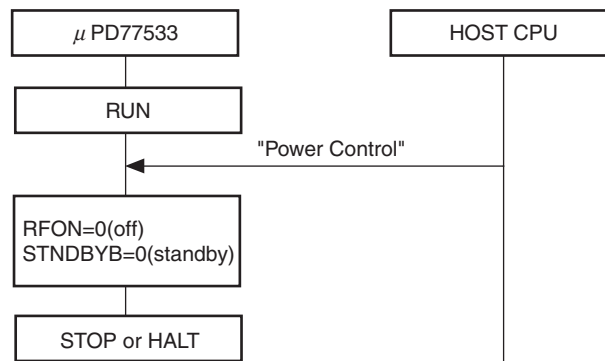 μ PD77533
HOST CPU
RUN
"Power Control"
RFON=0(off)
STNDBYB=0(standby)
STOP or HALT